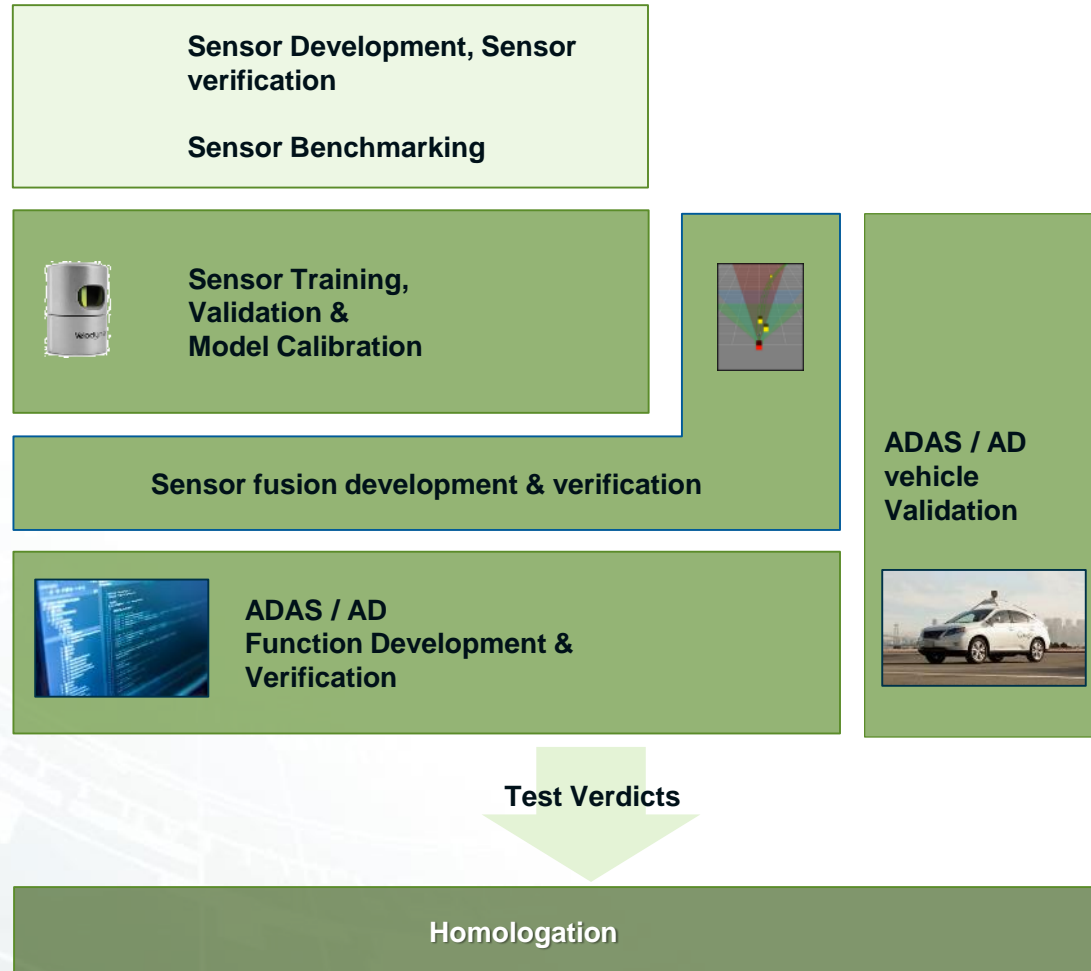 Sensor Development, Sensor
verification
Sensor Benchmarking
Sensor Training,
Validation &
Model Calibration
Sensor fusion development & verification
ADAS / AD
vehicle
Validation
ADAS / AD
Function Development &
Verification
Test Verdicts
Homologation